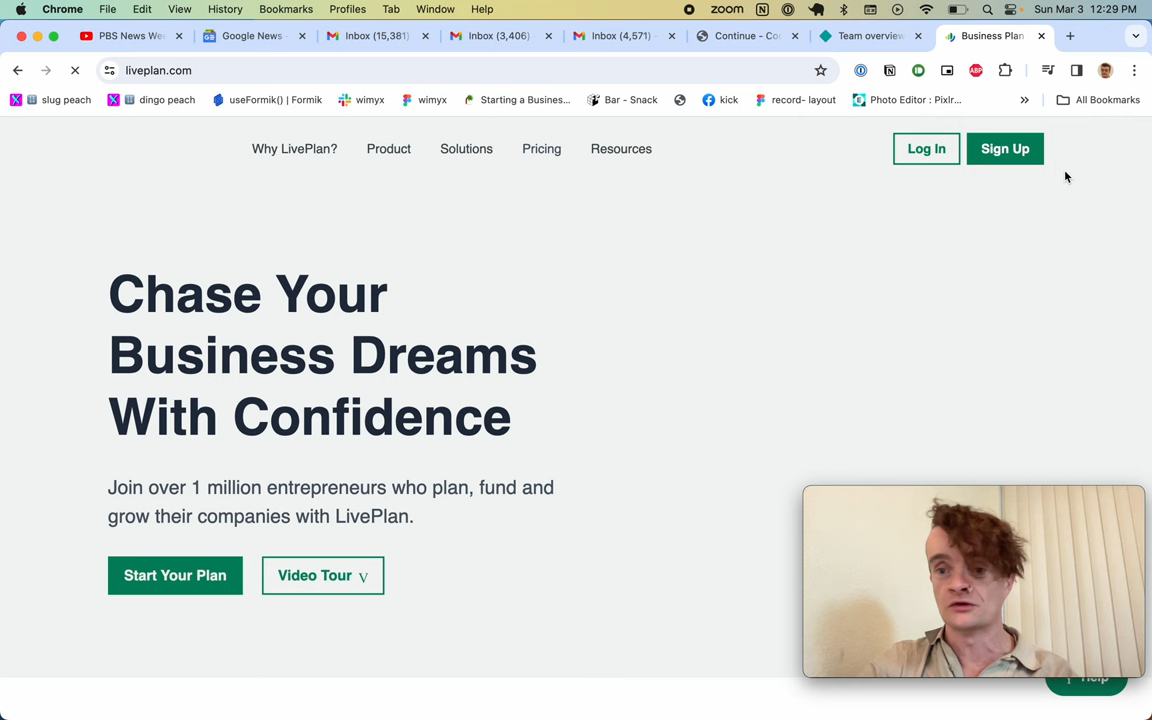 Chrome File Edit View History Bookmarks Profiles Tab Window Help zoom Sun Mar 3 12:29 PM
PBS News We Google News - Inbox (15,381) Inbox (3,406) - Inbox (4,571) - Continue - Co Team overview Business Plan
liveplan.com ABP
slug peach dingo peach useFormik() | Formik wimyx wimyx Starting a Busines... Bar - Snack kick record- layout Photo Editor : Pixlr... » All Bookmarks
Why LivePlan? Product Solutions Pricing Resources Log In Sign Up
Chase Your
Business Dreams
With Confidence
Join over 1 million entrepreneurs who plan, fund and
grow their companies with LivePlan.
Start Your Plan Video Tour V
Help